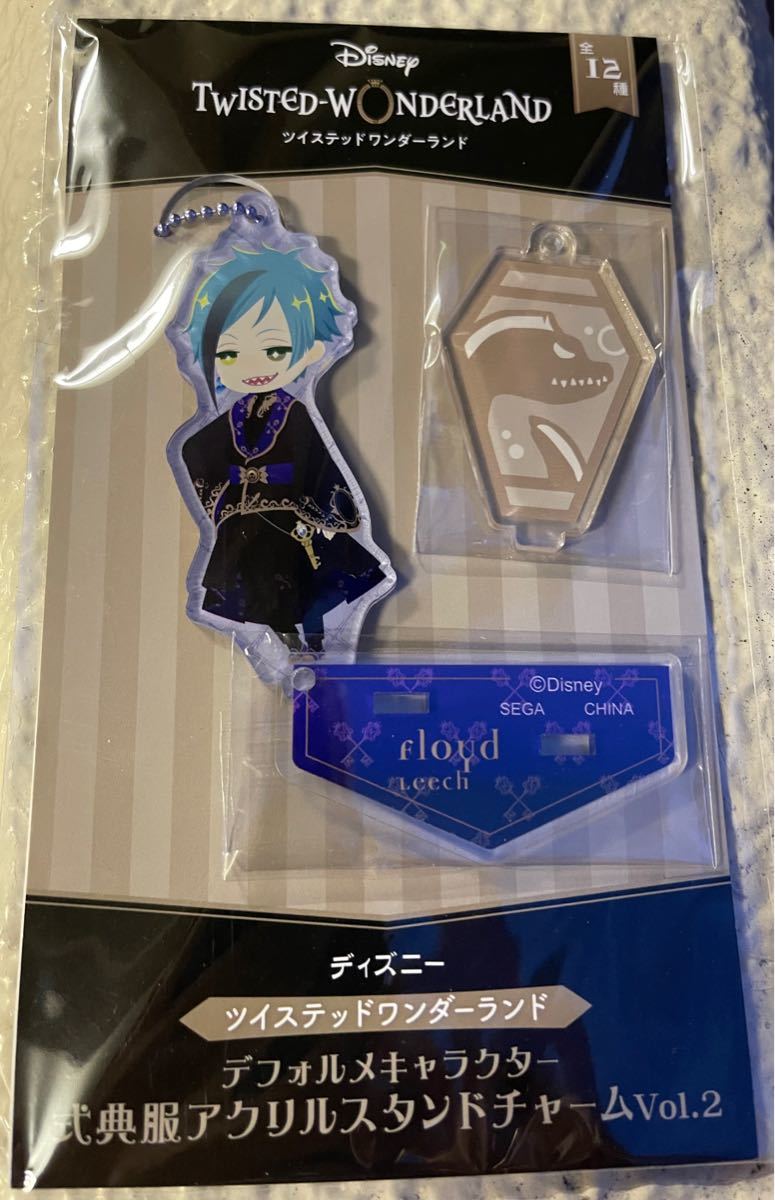 Disney
TWISTED-WONDERLAND
ツイステッドワンダーランド
全
12
種
©Disney
SEGA CHINA
Floyd
Leech
ディズニー
ツイステッドワンダーランド
デフォルメキャラクター
式典服アクリルスタンドチャームVol.2